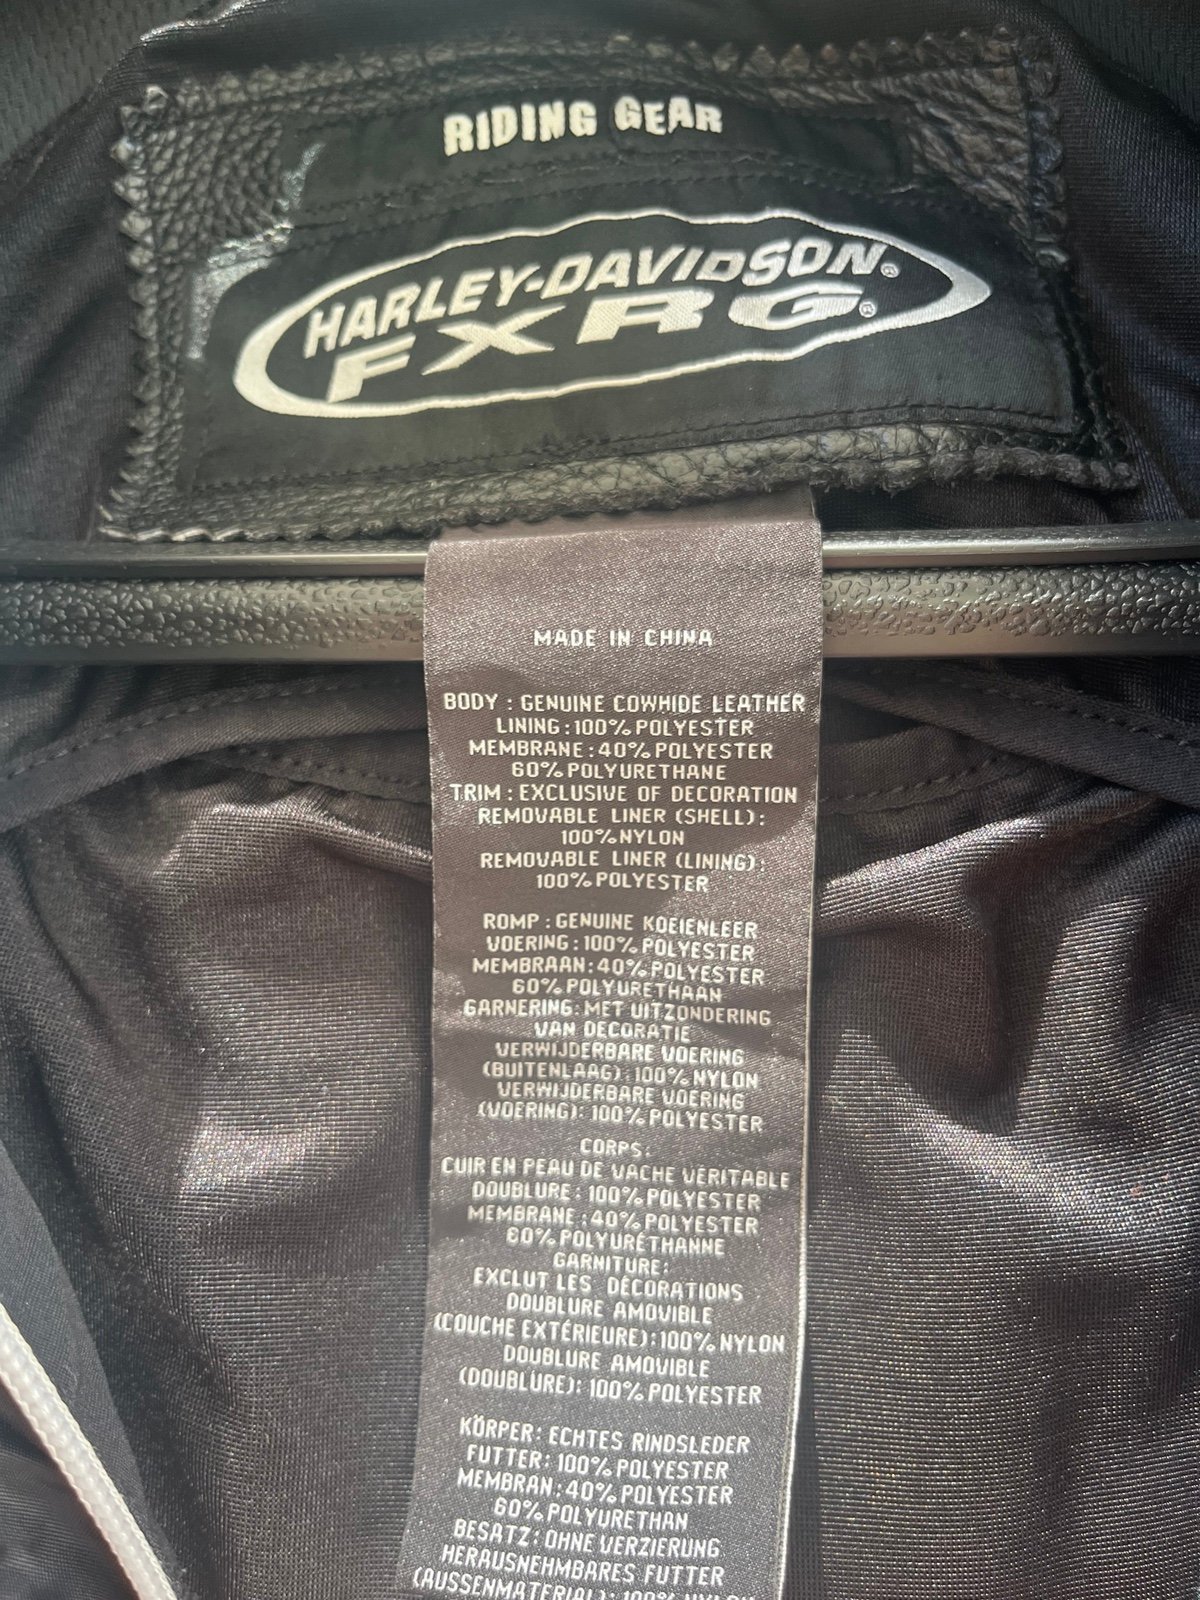 RIDING GEAR
HARLEY-DAVIDSON®
FXRG®
MADE IN CHINA
BODY : GENUINE COWHIDE LEATHER
LINING : 100% POLYESTER
MEMBRANE : 40% POLYESTER
60% POLYURETHANE
TRIM : EXCLUSIVE OF DECORATION
REMOVABLE LINER (SHELL) :
100% NYLON
REMOVABLE LINER (LINING) :
100% POLYESTER
ROMP : GENUINE KOEIENLEER
VOERING : 100% POLYESTER
MEMBRAAN : 40% POLYESTER
60% POLYURETHAAN
GARNERING: MET UITZONDERING
VAN DECORATIE
VERWIJDERBARE VOERING
(BUITENLAAG) : 100% NYLON
VERWIJDERBARE VOERING
(VOERING): 100% POLYESTER
CORPS:
CUIR EN PEAU DE VACHE VÉRITABLE
DOUBLURE : 100% POLYESTER
MEMBRANE : 40% POLYESTER
60% POLYURÉTHANNE
GARNITURE:
EXCLUT LES DÉCORATIONS
DOUBLURE AMOVIBLE
(COUCHE EXTÉRIEURE) : 100% NYLON
DOUBLURE AMOVIBLE
(DOUBLURE): 100% POLYESTER
KÖRPER: ECHTES RINDSLEDER
FUTTER: 100% POLYESTER
MEMBRAN : 40% POLYESTER
60% POLYURETHAN
BESATZ: OHNE VERZIERUNG
HERAUSNEHMBARES FUTTER
(AUSSENMATERIAL): 100% NYLON